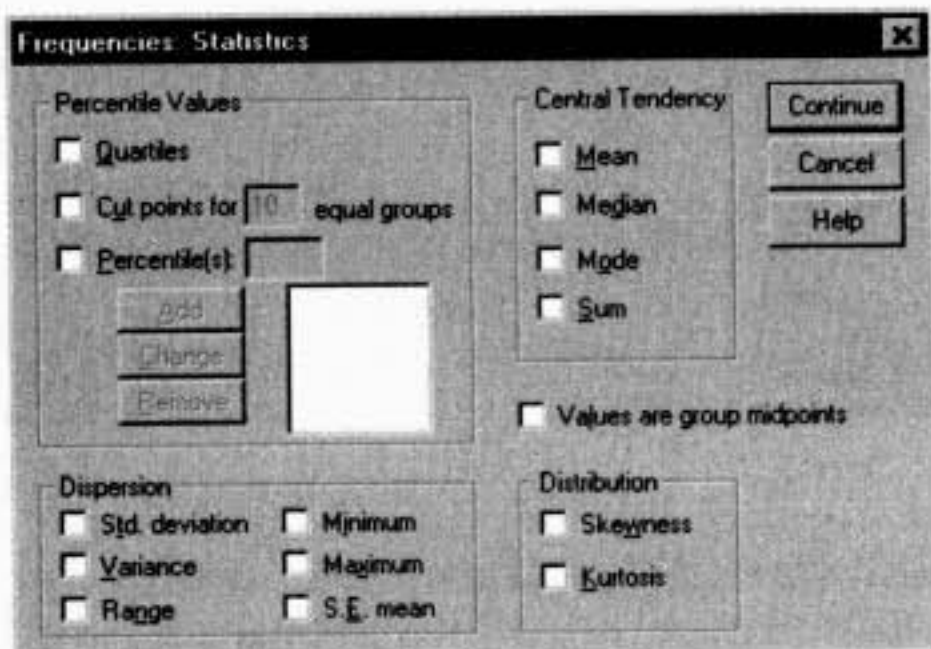 Frequencies: Statistics
Percentile Values
Quartiles
Cut points for 10 equal groups
Percentile(s):
Add
Change
Remove
Central Tendency
Mean
Median
Mode
Sum
Continue
Cancel
Help
Values are group midpoints
Dispersion
Std. deviation
Variance
Range
Minimum
Maximum
S.E. mean
Distribution
Skewness
Kurtosis